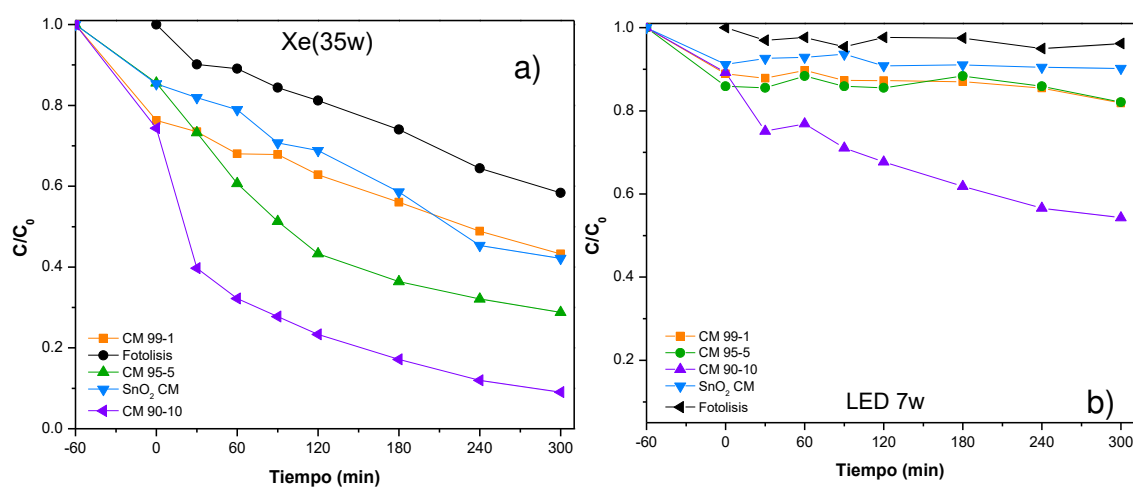 Xe(35w)
a)
C/C₀
1.0
0.8
0.6
0.4
0.2
0.0
CM 99-1
Fotolisis
CM 95-5
SnO₂ CM
CM 90-10
-60 0 60 120 180 240 300
Tiempo (min)
C/C₀
1.0
0.8
0.6
0.4
0.2
CM 99-1
CM 95-5
CM 90-10
SnO₂ CM
Fotolisis
LED 7w
b)
-60 0 60 120 180 240 300
Tiempo (min)